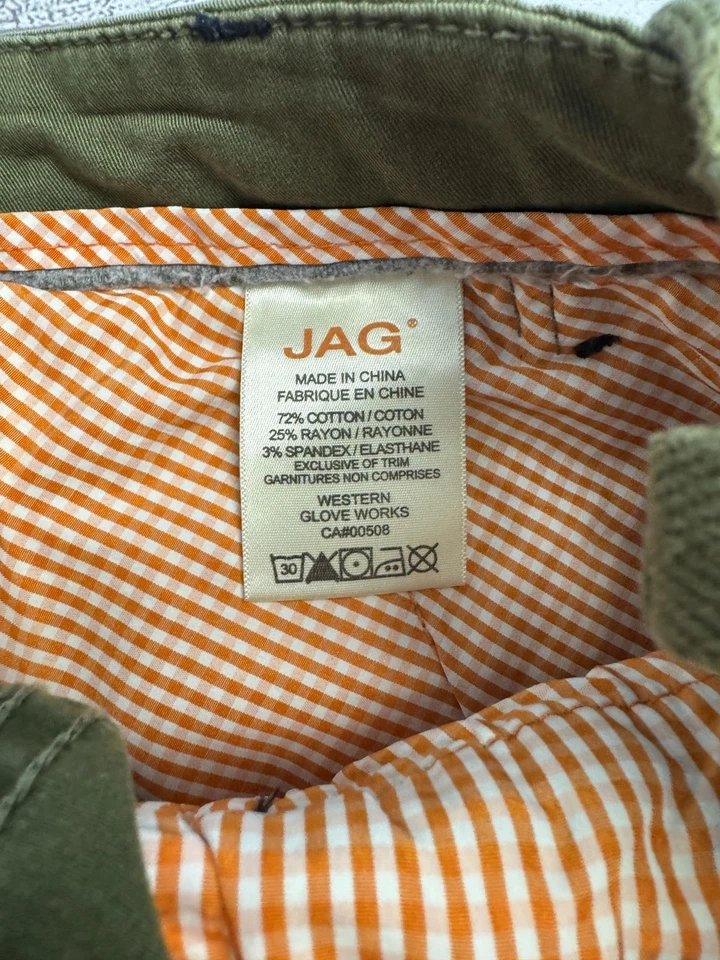 JAG®
MADE IN CHINA
FABRIQUE EN CHINE
72% COTTON / COTON
25% RAYON / RAYONNE
3% SPANDEX / ELASTHANE
EXCLUSIVE OF TRIM
GARNITURES NON COMPRISES
WESTERN
GLOVE WORKS
CA#00508
30